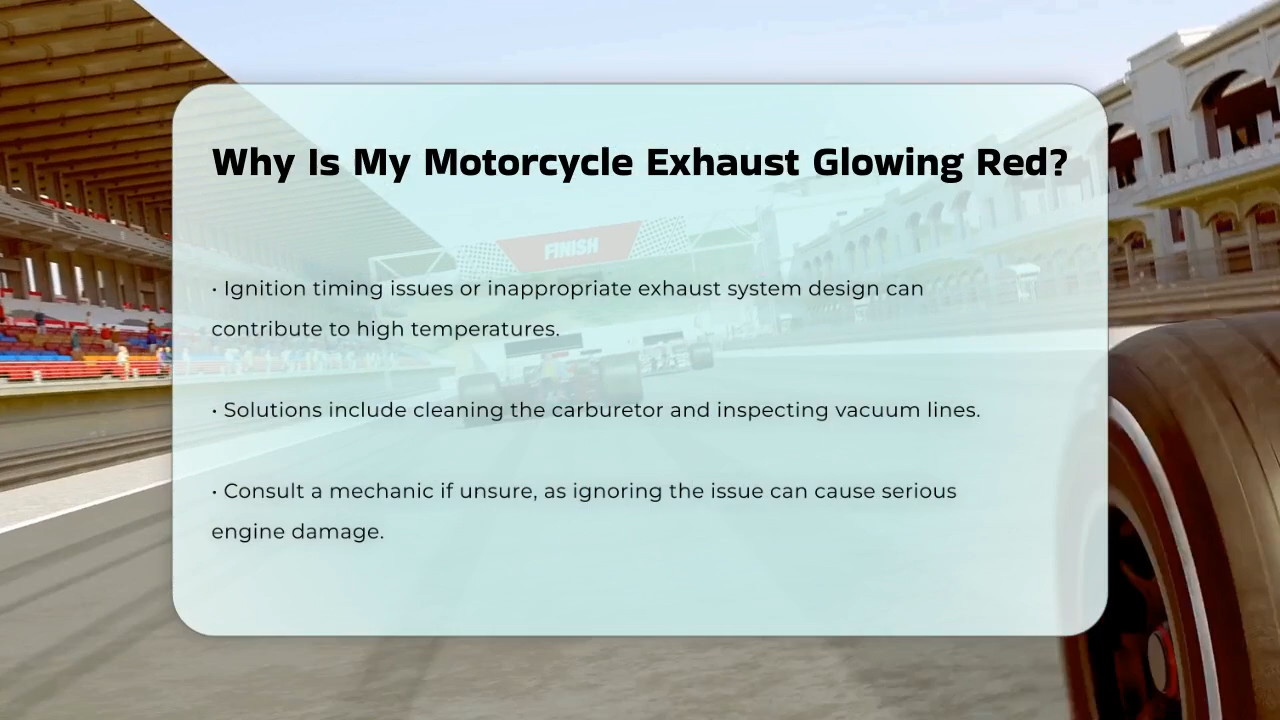 Why Is My Motorcycle Exhaust Glowing Red?
FINISH
• Ignition timing issues or inappropriate exhaust system design can
contribute to high temperatures.
• Solutions include cleaning the carburetor and inspecting vacuum lines.
• Consult a mechanic if unsure, as ignoring the issue can cause serious
engine damage.